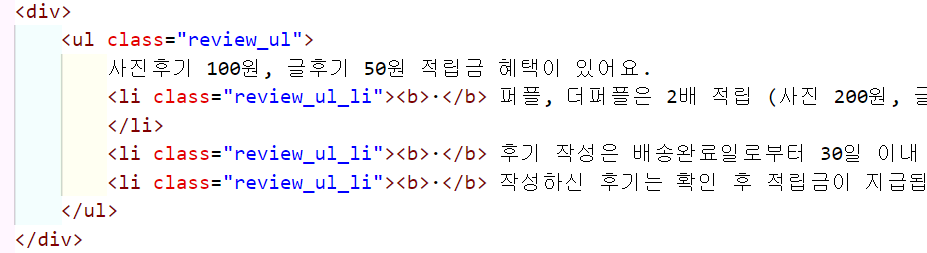 <div>
<ul class="review_ul">
사진후기 100원, 글후기 50원 적립금 혜택이 있어요.
<li class="review_ul_li"><b>·</b> 퍼플, 더퍼플은 2배 적립 (사진 200원, 글
</li>
<li class="review_ul_li"><b>·</b> 후기 작성은 배송완료일로부터 30일 이내
<li class="review_ul_li"><b>·</b> 작성하신 후기는 확인 후 적립금이 지급됩
</ul>
</div>